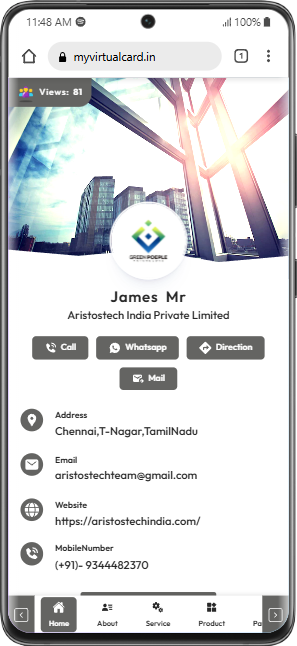 11:48 AM
100%
myvirtualcard.in
1
Views: 81
GREEN POEPLE
James Mr
Aristostech India Private Limited
Call
Whatsapp
Direction
Mail
Address
Chennai,T-Nagar,TamilNadu
Email
aristostechteam@gmail.com
Website
https://aristostechindia.com/
MobileNumber
(+91)- 9344482370
Home
About
Service
Product
Pa